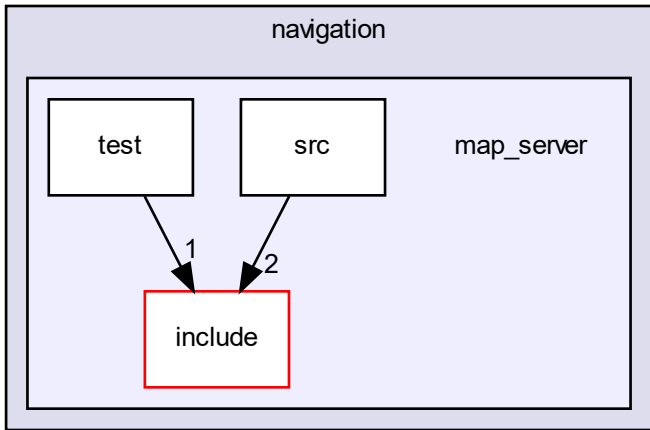 navigation
test
src
map_server
1
2
include